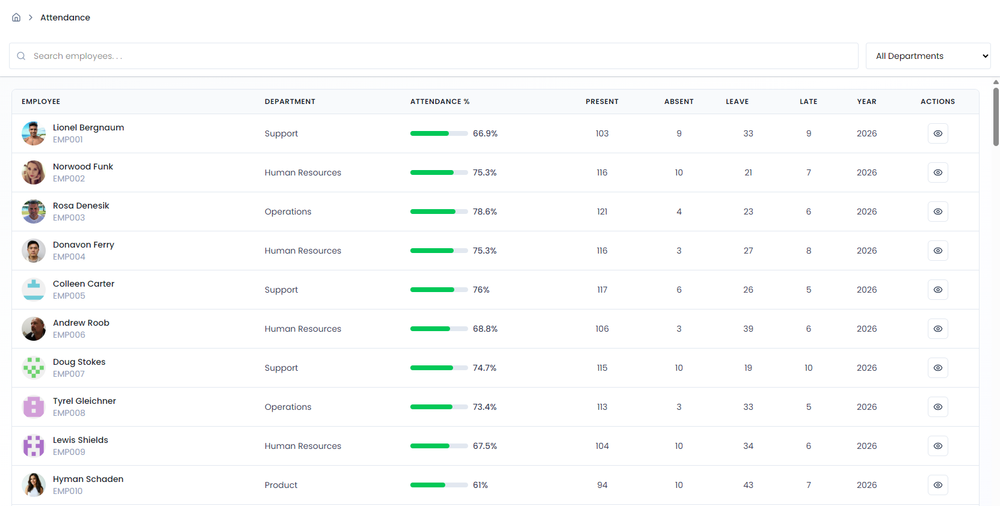 Attendance
Search employees. . .
All Departments
EMPLOYEE DEPARTMENT ATTENDANCE % PRESENT ABSENT LEAVE LATE YEAR ACTIONS
Lionel Bergnaum
EMP001
Support 66.9% 103 9 33 9 2026
Norwood Funk
EMP002
Human Resources 75.3% 116 10 21 7 2026
Rosa Denesik
EMP003
Operations 78.6% 121 4 23 6 2026
Donavon Ferry
EMP004
Human Resources 75.3% 116 3 27 8 2026
Colleen Carter
EMP005
Support 76% 117 6 26 5 2026
Andrew Roob
EMP006
Human Resources 68.8% 106 3 39 6 2026
Doug Stokes
EMP007
Support 74.7% 115 10 19 10 2026
Tyrel Gleichner
EMP008
Operations 73.4% 113 3 33 5 2026
Lewis Shields
EMP009
Human Resources 67.5% 104 10 34 6 2026
Hyman Schaden
EMP010
Product 61% 94 10 43 7 2026